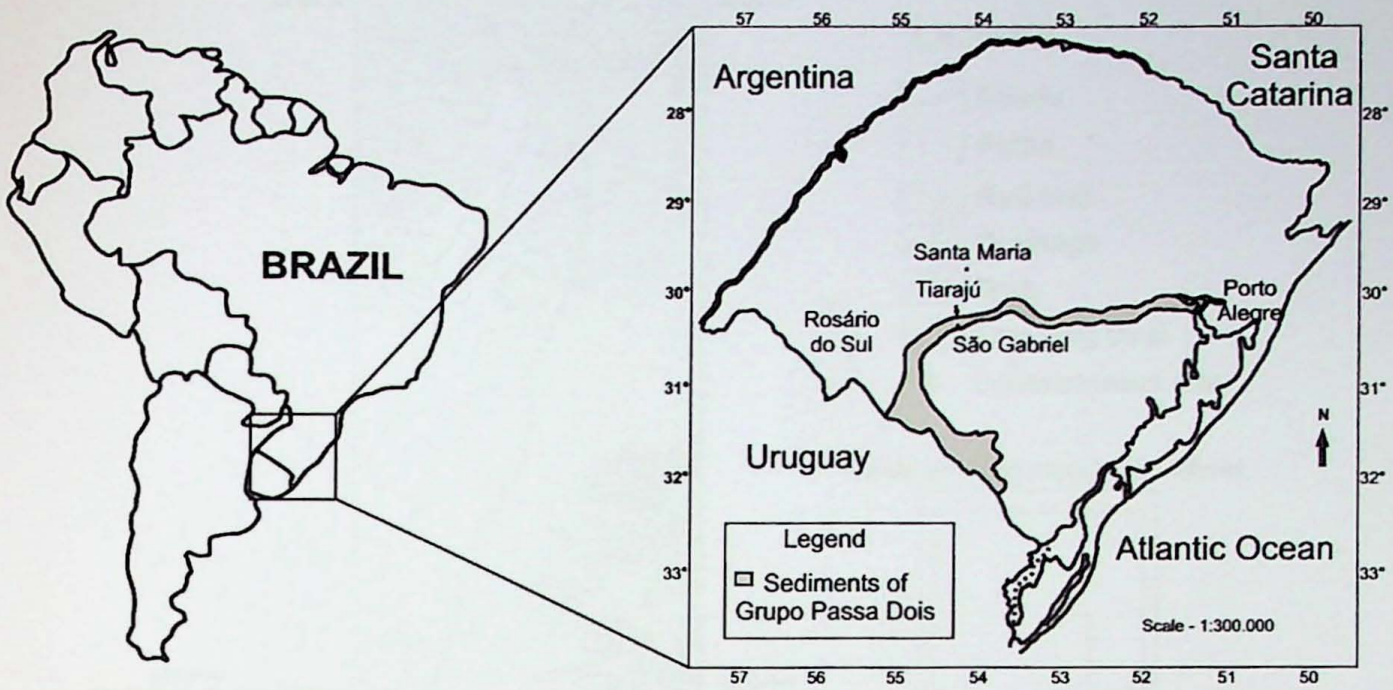 BRAZIL
57 56 55 54 53 52 51 50
Argentina
Santa
Catarina
28°
28°
29°
29°
Santa Maria
Tiarajú
30°
30°
Porto
Alegre
Rosário
do Sul
São Gabriel
31°
31°
N
Uruguay
32°
32°
Legend
Sediments of
Grupo Passa Dois
Atlantic Ocean
33°
33°
Scale - 1:300.000
57 56 55 54 53 52 51 50